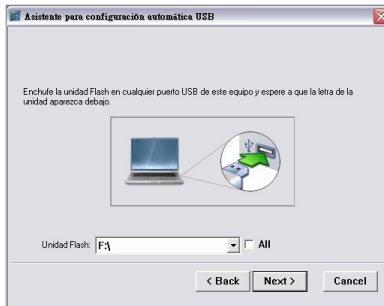 Asistente para configuración automática USB
Enchufe la unidad Flash en cualquier puerto USB de este equipo y espere a que la letra de la
unidad aparezca debajo.
Unidad Flash: F:\ All
< Back Next > Cancel